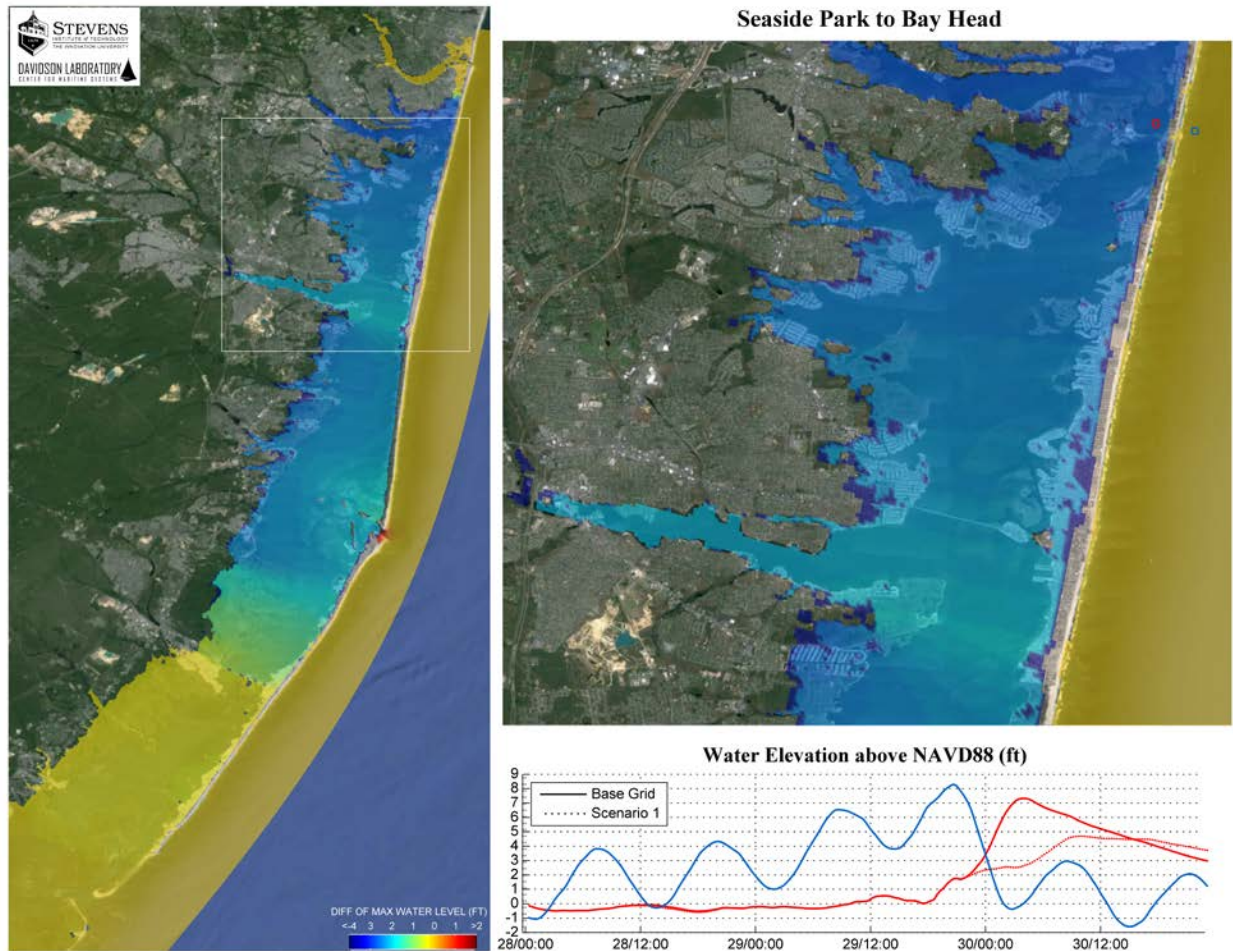 STEVENS
INSTITUTE of TECHNOLOGY
THE INNOVATION UNIVERSITY
DAVIDSON LABORATORY
CENTER FOR MARITIME SYSTEMS
Seaside Park to Bay Head
DIFF OF MAX WATER LEVEL (FT)
<-4 3 2 1 0 1 >2
Water Elevation above NAVD88 (ft)
9
8
7
6
5
4
3
2
1
0
-1
-2
Base Grid
Scenario 1
28/00:00 28/12:00 29/00:00 29/12:00 30/00:00 30/12:00